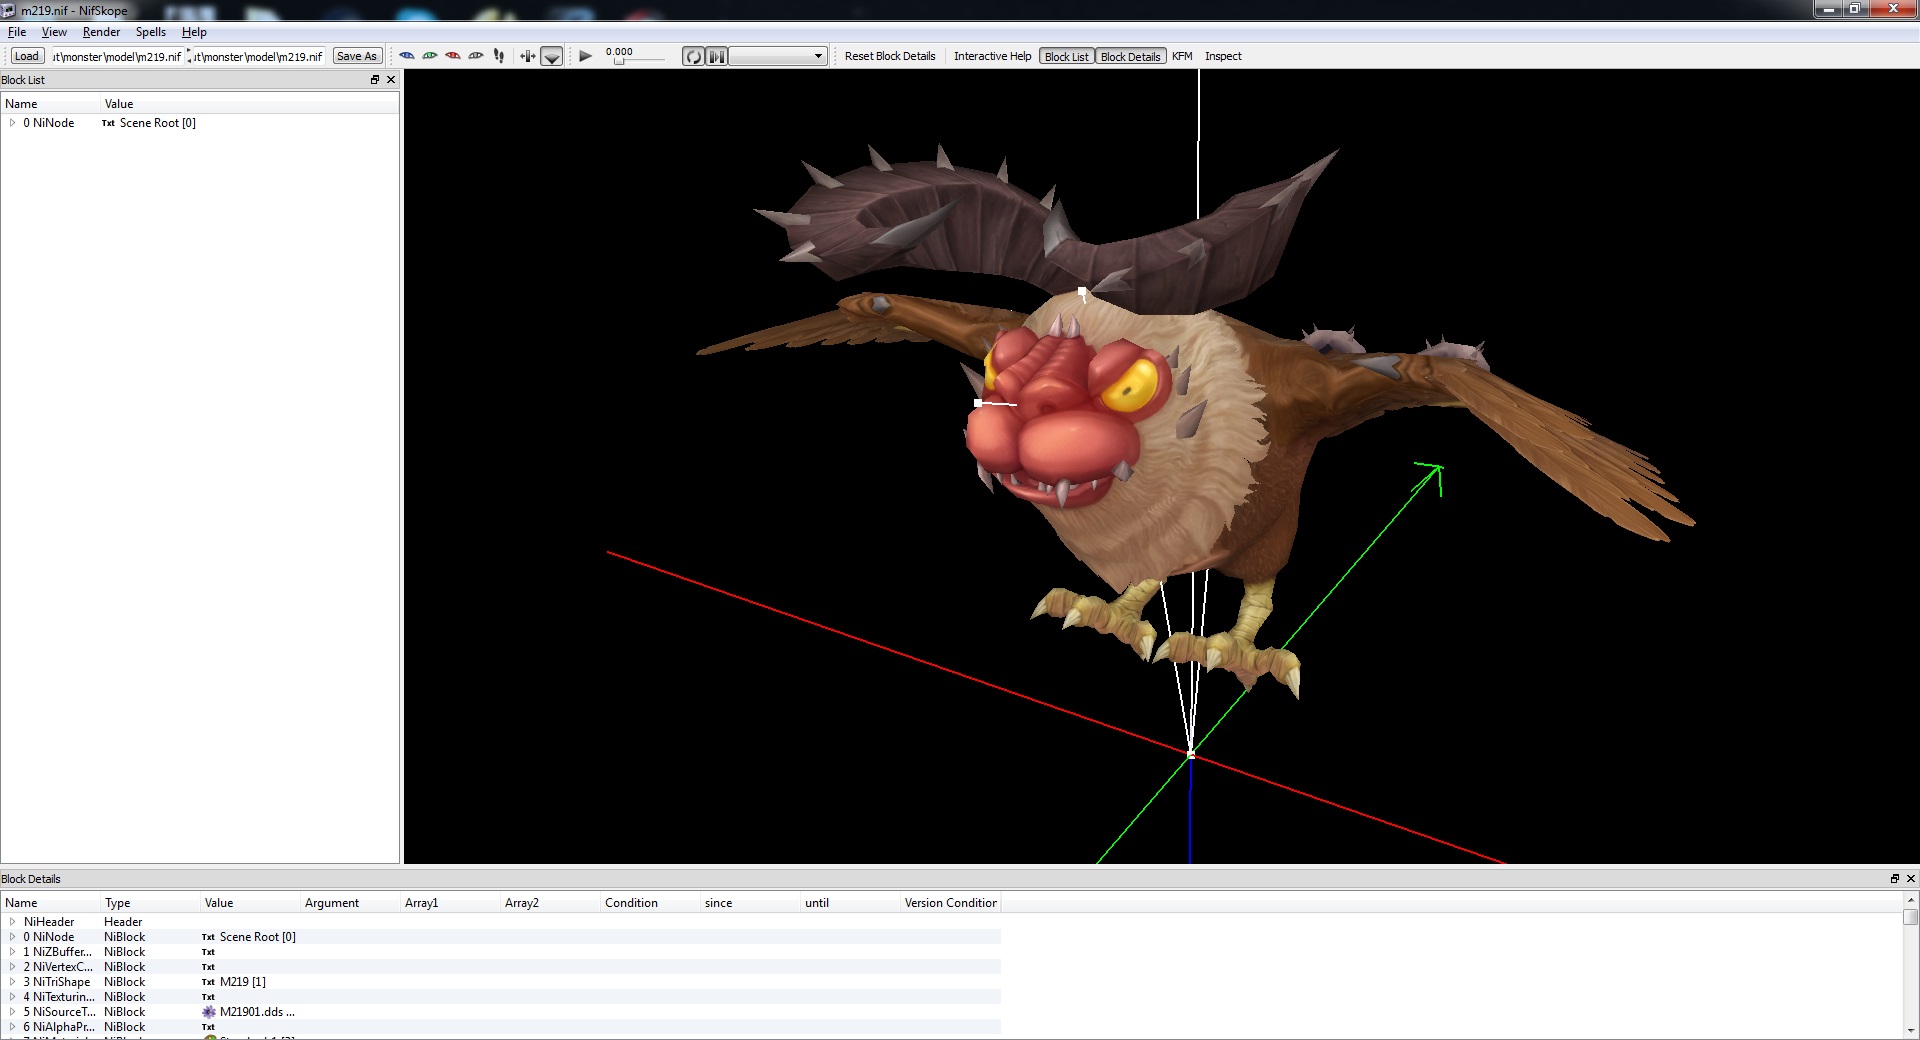 m219.nif - NifSkope
File View Render Spells Help
Load ut\monster\model\m219.nif ut\monster\model\m219.nif Save As 0.000 Reset Block Details Interactive Help Block List Block Details KFM Inspect
Block List
Name Value
0 NiNode Txt Scene Root [0]
Block Details
Name Type Value Argument Array1 Array2 Condition since until Version Condition
NiHeader Header
0 NiNode NiBlock Txt Scene Root [0]
1 NiZBuffer... NiBlock Txt
2 NiVertexC... NiBlock Txt
3 NiTriShape NiBlock Txt M219 [1]
4 NiTexturin... NiBlock Txt
5 NiSourceT... NiBlock M21901.dds ...
6 NiAlphaPr... NiBlock Txt